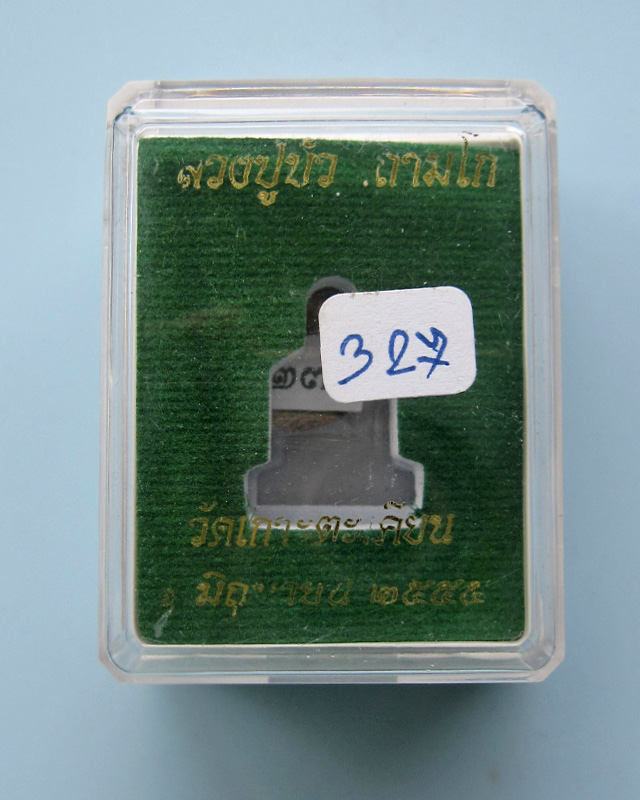 หลวงปู่บัว ถามโก
327
๑๓
วัดเกาะตะเคียน
มิถุนายน ๒๕๕๕